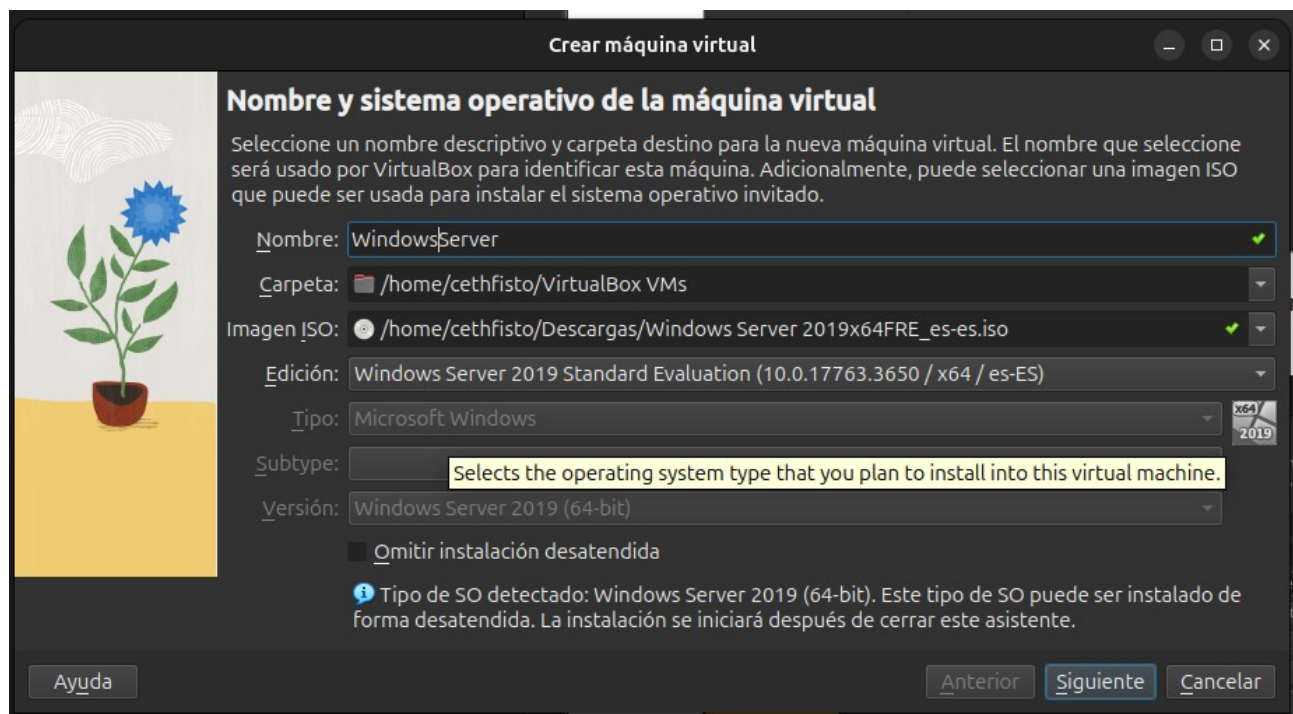 Crear máquina virtual
Nombre y sistema operativo de la máquina virtual
Seleccione un nombre descriptivo y carpeta destino para la nueva máquina virtual. El nombre que seleccione
será usado por VirtualBox para identificar esta máquina. Adicionalmente, puede seleccionar una imagen ISO
que puede ser usada para instalar el sistema operativo invitado.
Nombre: WindowsServer
Carpeta: /home/cethfisto/VirtualBox VMs
Imagen ISO: /home/cethfisto/Descargas/Windows Server 2019x64FRE_es-es.iso
Edición: Windows Server 2019 Standard Evaluation (10.0.17763.3650 / x64 / es-ES)
Tipo: Microsoft Windows
x64
2019
Subtype:
Selects the operating system type that you plan to install into this virtual machine.
Versión: Windows Server 2019 (64-bit)
Omitir instalación desatendida
Tipo de SO detectado: Windows Server 2019 (64-bit). Este tipo de SO puede ser instalado de
forma desatendida. La instalación se iniciará después de cerrar este asistente.
Ayuda Anterior Siguiente Cancelar